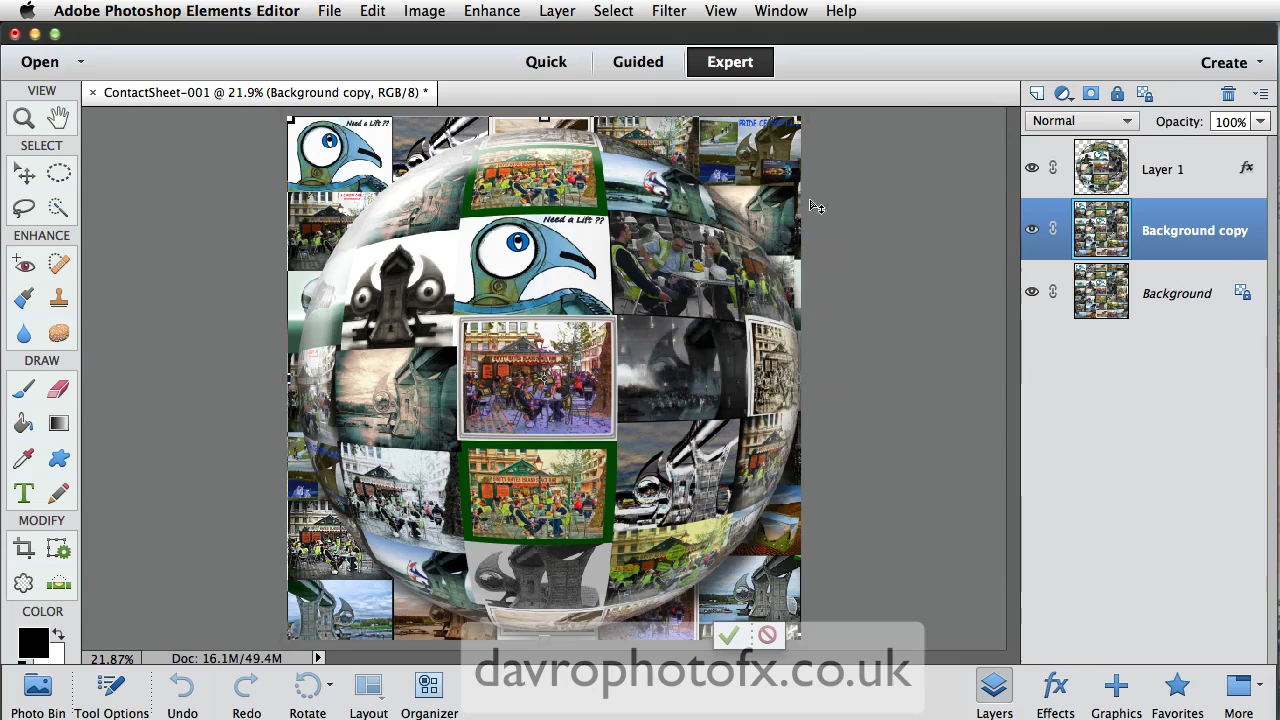 Adobe Photoshop Elements Editor File Edit Image Enhance Layer Select Filter View Window Help
Open Quick Guided Expert Create
VIEW × ContactSheet-001 @ 21.9% (Background copy, RGB/8) *
Normal Opacity: 100%
Need a Lift ??
SELECT
Layer 1 fx
Need a Lift ??
Background copy
ENHANCE
Background
DRAW
T
MODIFY
COLOR
21.87% Doc: 16.1M/49.4M
davrophotofx.co.uk
fx
Photo Bin Tool Options Undo Redo Rotate Layout Organizer Layers Effects Graphics Favorites More